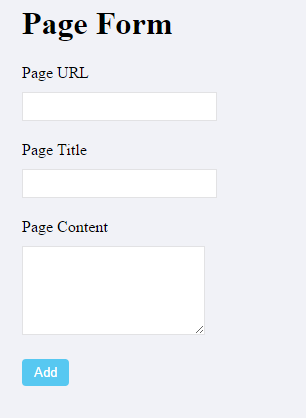 Page Form
Page URL
Page Title
Page Content
Add